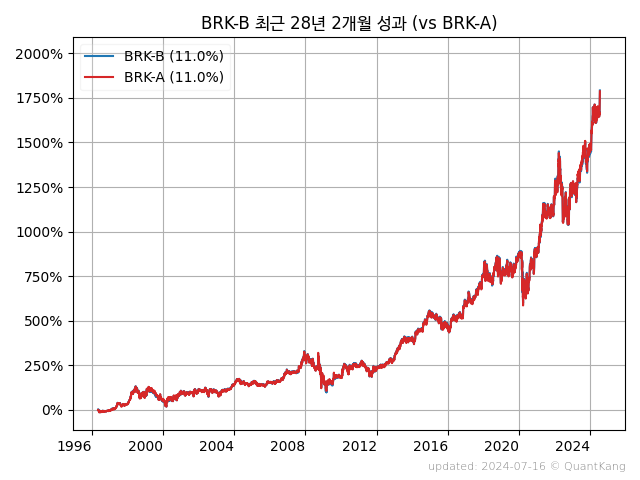 BRK-B 최근 28년 2개월 성과 (vs BRK-A)
BRK-B (11.0%)
BRK-A (11.0%)
2000%
1750%
1500%
1250%
1000%
750%
500%
250%
0%
1996 2000 2004 2008 2012 2016 2020 2024
updated: 2024-07-16 © QuantKang